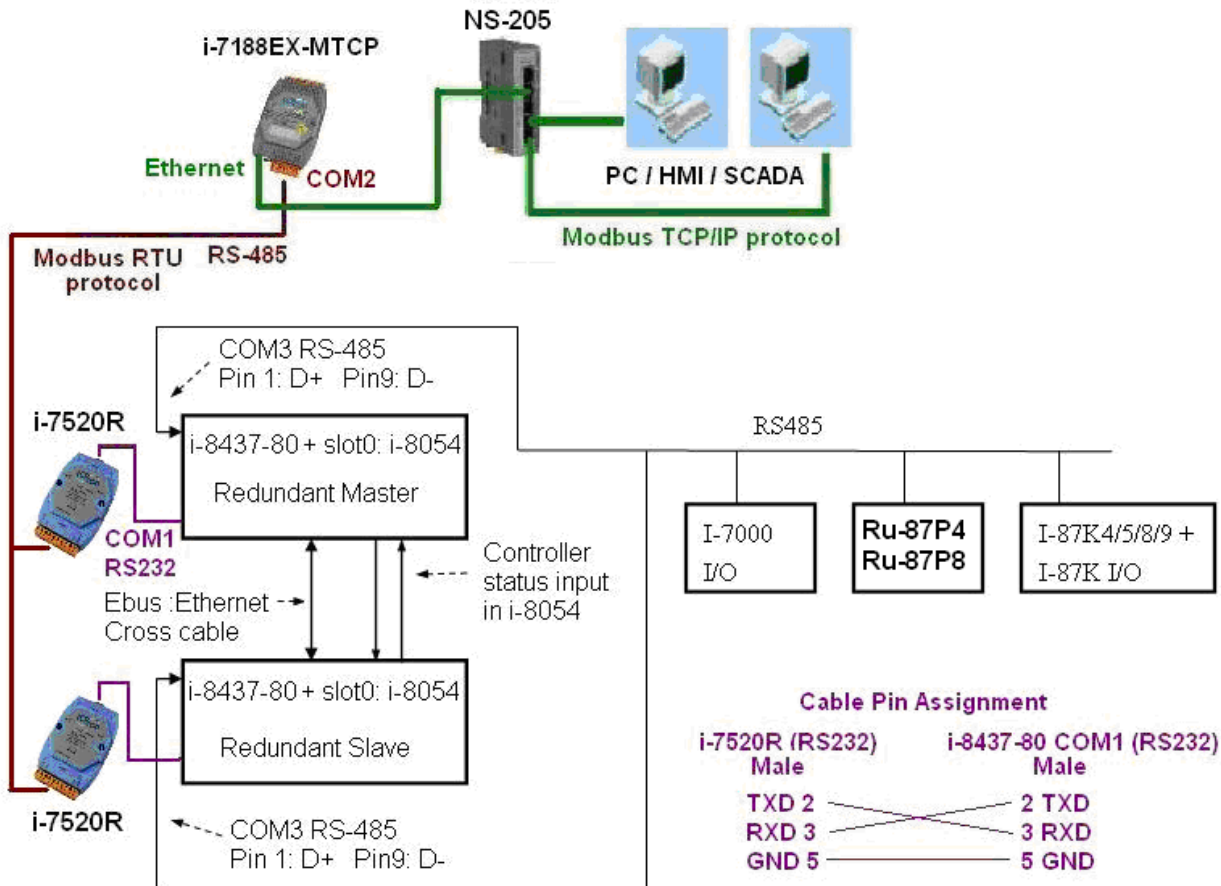 NS-205
i-7188EX-MTCP
Ethernet
COM2
PC / HMI / SCADA
Modbus TCP/IP protocol
Modbus RTU
protocol
RS-485
COM3 RS-485
Pin 1: D+ Pin9: D-
i-7520R
i-8437-80 + slot0: i-8054
Redundant Master
RS485
COM1
RS232
Controller
status input
in i-8054
I-7000
I/O
Ru-87P4
Ru-87P8
I-87K4/5/8/9 +
I-87K I/O
Ebus :Ethernet
Cross cable
i-8437-80 + slot0: i-8054
Redundant Slave
i-7520R
COM3 RS-485
Pin 1: D+ Pin9: D-
Cable Pin Assignment
i-7520R (RS232)
Male
i-8437-80 COM1 (RS232)
Male
TXD 2
2 TXD
RXD 3
3 RXD
GND 5
5 GND